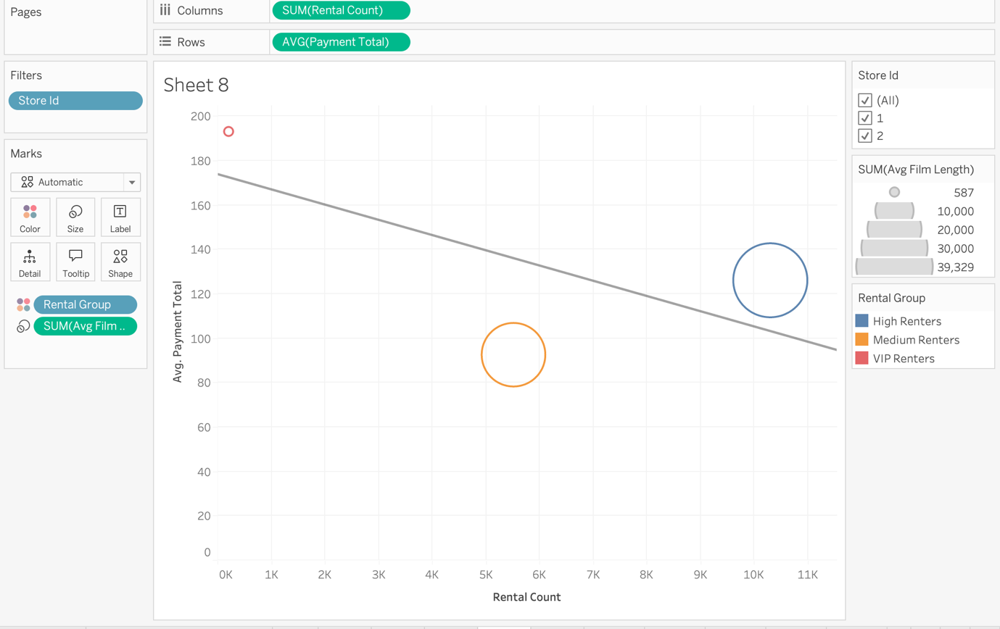 Pages
Columns
SUM(Rental Count)
Rows
AVG(Payment Total)
Filters
Store Id
Marks
Automatic
Color
Size
Label
Detail
Tooltip
Shape
Rental Group
SUM(Avg Film ..
Sheet 8
Avg. Payment Total
200
180
160
140
120
100
80
60
40
20
0
0K 1K 2K 3K 4K 5K 6K 7K 8K 9K 10K 11K
Rental Count
Store Id
(All)
1
2
SUM(Avg Film Length)
587
10,000
20,000
30,000
39,329
Rental Group
High Renters
Medium Renters
VIP Renters